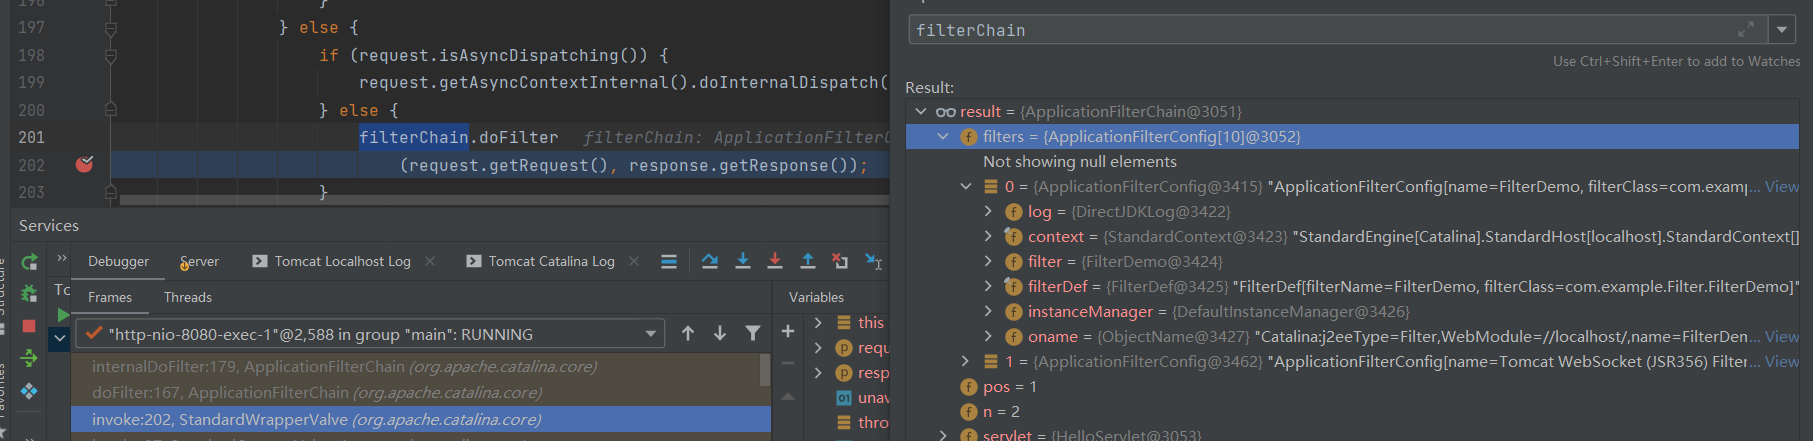 196 }
197 } else {
198 if (request.isAsyncDispatching()) {
199 request.getAsyncContextInternal().doInternalDispatch(
200 } else {
201 filterChain.doFilter filterChain: ApplicationFilterC
202 (request.getRequest(), response.getResponse());
203 }
Services
Debugger Server Tomcat Localhost Log Tomcat Catalina Log
To
Frames Threads Variables
"http-nio-8080-exec-1"@2,588 in group "main": RUNNING
internalDoFilter:179, ApplicationFilterChain (org.apache.catalina.core)
doFilter:167, ApplicationFilterChain (org.apache.catalina.core)
invoke:202, StandardWrapperValve (org.apache.catalina.core)
this
requ
resp
unav
thro
Structure
Favorites
filterChain
Use Ctrl+Shift+Enter to add to Watches
Result:
result = {ApplicationFilterChain@3051}
filters = {ApplicationFilterConfig[10]@3052}
Not showing null elements
0 = {ApplicationFilterConfig@3415} "ApplicationFilterConfig[name=FilterDemo, filterClass=com.examp... View
log = {DirectJDKLog@3422}
context = {StandardContext@3423} "StandardEngine[Catalina].StandardHost[localhost].StandardContext[]
filter = {FilterDemo@3424}
filterDef = {FilterDef@3425} "FilterDef[filterName=FilterDemo, filterClass=com.example.Filter.FilterDemo]"
instanceManager = {DefaultInstanceManager@3426}
oname = {ObjectName@3427} "Catalina:j2eeType=Filter,WebModule=//localhost/,name=FilterDen... View
1 = {ApplicationFilterConfig@3462} "ApplicationFilterConfig[name=Tomcat WebSocket (JSR356) Filter... View
pos = 1
n = 2
servlet = {HelloServlet@3053}